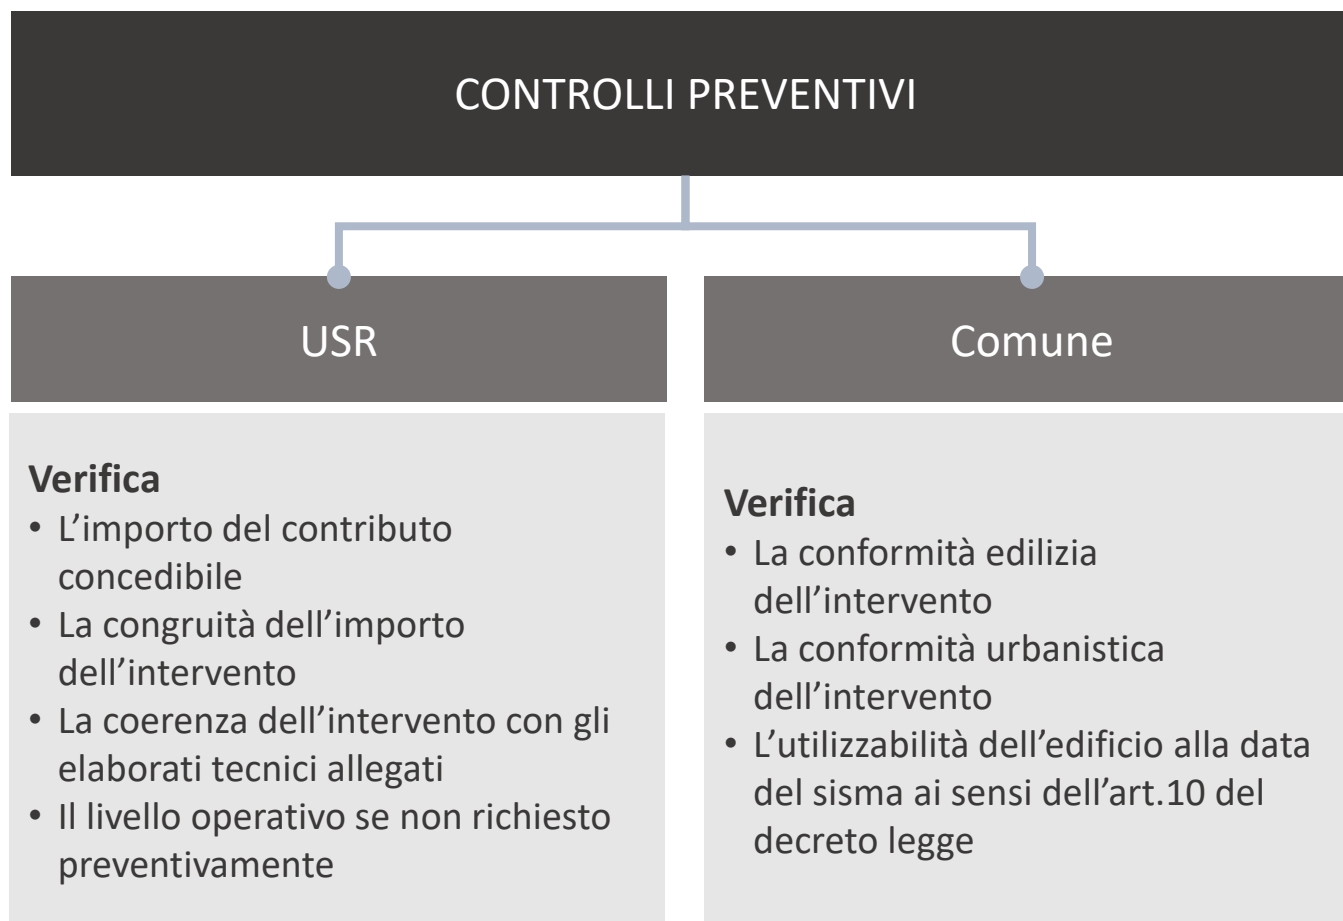 CONTROLLI PREVENTIVI
USR
Verifica
• L’importo del contributo
concedibile
• La congruità dell’importo
dell’intervento
• La coerenza dell’intervento con gli
elaborati tecnici allegati
• Il livello operativo se non richiesto
preventivamente
Comune
Verifica
• La conformità edilizia
dell’intervento
• La conformità urbanistica
dell’intervento
• L’utilizzabilità dell’edificio alla data
del sisma ai sensi dell’art.10 del
decreto legge